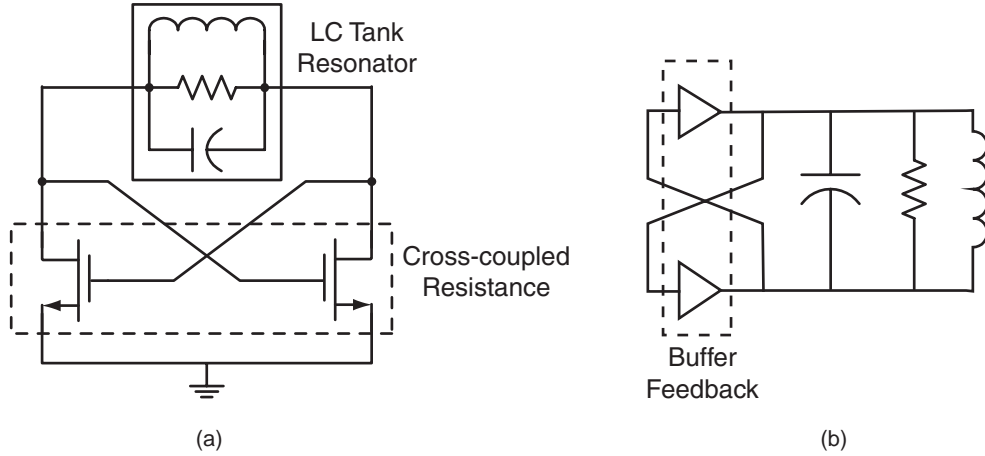 LC Tank
Resonator
Cross-coupled
Resistance
(a)
Buffer
Feedback
(b)